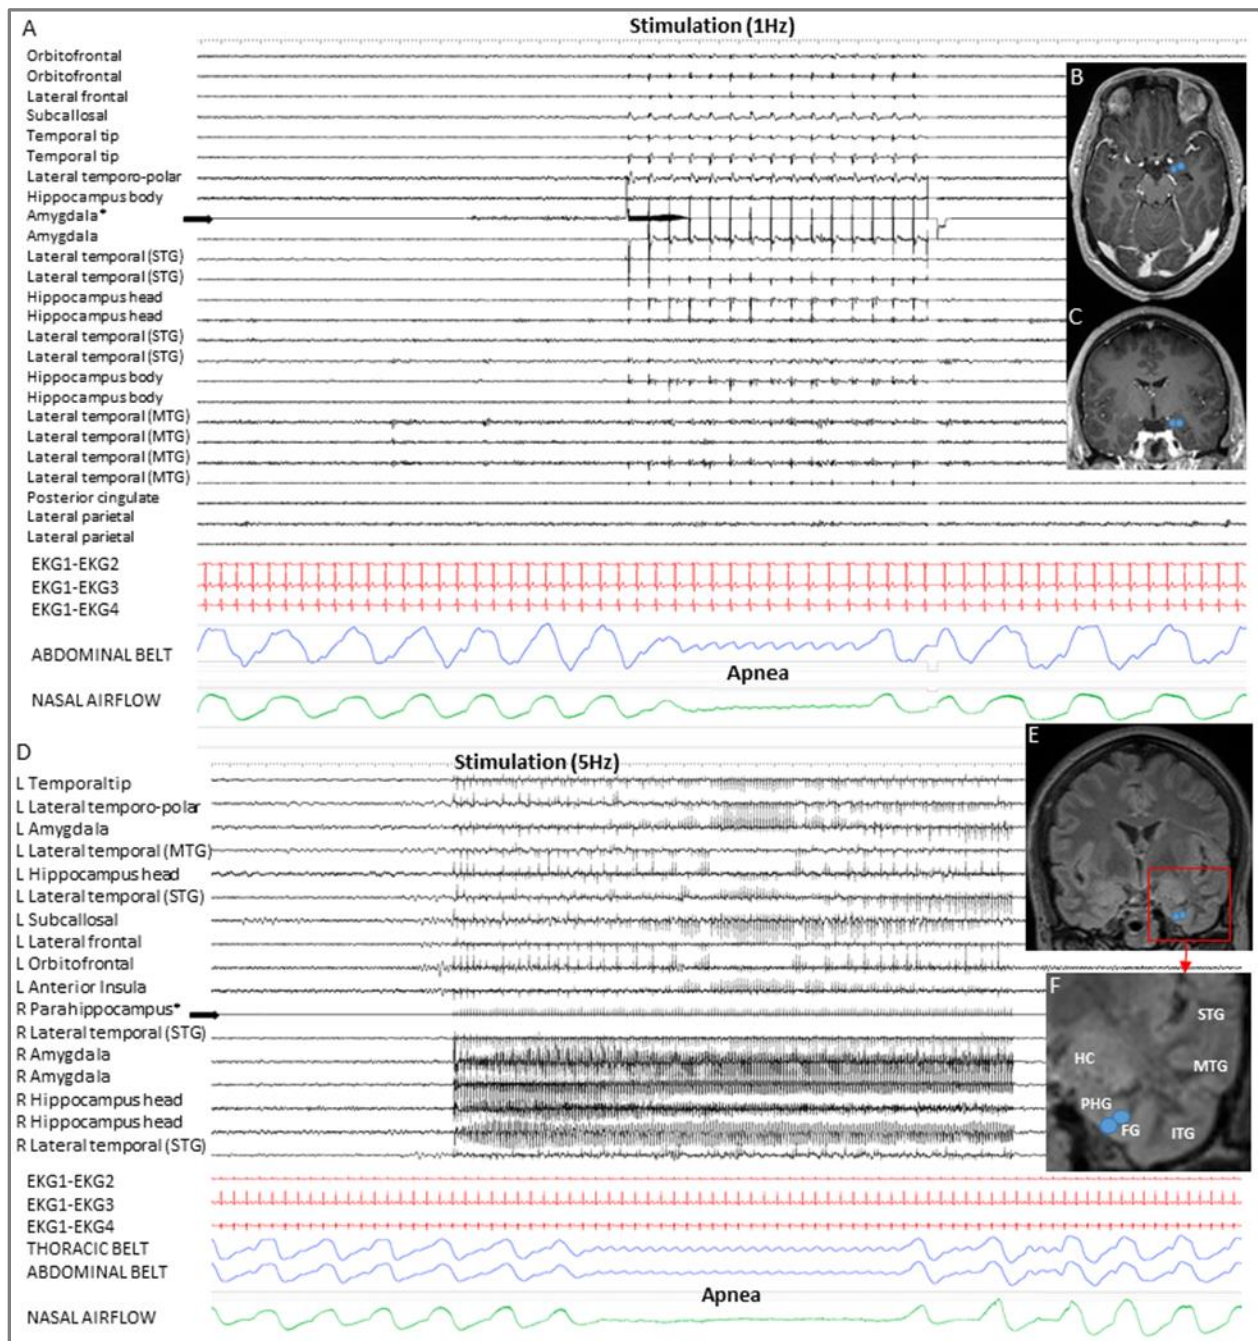 A
Stimulation (1Hz)
Orbitofrontal
Orbitofrontal
Lateral frontal
Subcallosal
Temporal tip
Temporal tip
Lateral temporo-polar
Hippocampus body
Amygdala*
Amygdala
Lateral temporal (STG)
Lateral temporal (STG)
Hippocampus head
Hippocampus head
Lateral temporal (STG)
Lateral temporal (STG)
Hippocampus body
Hippocampus body
Lateral temporal (MTG)
Lateral temporal (MTG)
Lateral temporal (MTG)
Lateral temporal (MTG)
Posterior cingulate
Lateral parietal
Lateral parietal
EKG1-EKG2
EKG1-EKG3
EKG1-EKG4
ABDOMINAL BELT
Apnea
NASAL AIRFLOW
B
C
D
Stimulation (5Hz)
L Temporal tip
L Lateral temporo-polar
L Amygdala
L Lateral temporal (MTG)
L Hippocampus head
L Lateral temporal (STG)
L Subcallosal
L Lateral frontal
L Orbitofrontal
L Anterior Insula
R Parahippocampus*
R Lateral temporal (STG)
R Amygdala
R Amygdala
R Hippocampus head
R Hippocampus head
R Lateral temporal (STG)
EKG1-EKG2
EKG1-EKG3
EKG1-EKG4
THORACIC BELT
ABDOMINAL BELT
Apnea
NASAL AIRFLOW
E
F
STG
HC
MTG
PHG
FG
ITG